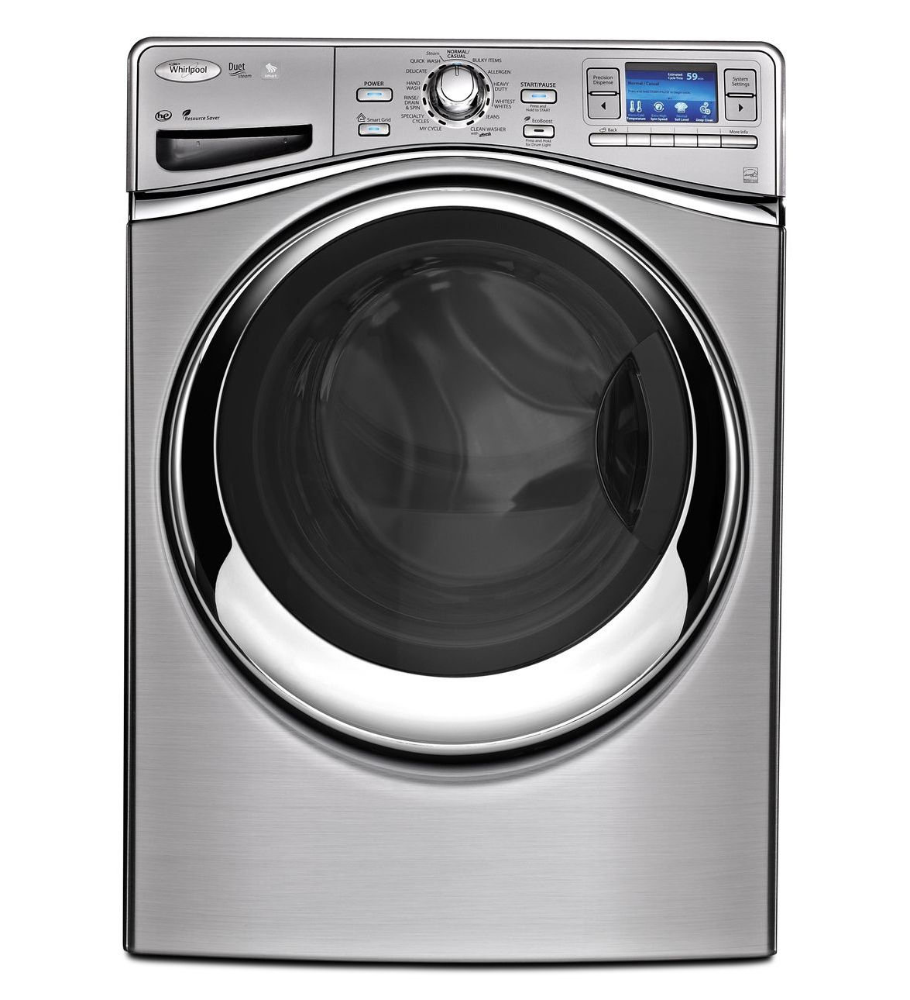 Whirlpool
Duet
steam
smart
he
Resource Saver
POWER
Smart Grid
Steam
NORMAL/
CASUAL
QUICK WASH
DELICATE
HAND
WASH
RINSE/
DRAIN
& SPIN
SPECIALTY
CYCLES
MY CYCLE
BULKY ITEMS
ALLERGEN
HEAVY
DUTY
WHITEST
WHITES
JEANS
CLEAN WASHER
with affresh
START/PAUSE
Press and
Hold to START
EcoBoost
Press and Hold
for Drum Light
Precision
Dispense
Estimated
Cycle Time 59 min
Normal / Casual
Press and hold START/PAUSE to begin cycle.
Warm/Cold
Temperature
Extra High
Spin Speed
Normal
Soil Level
Off
Deep Clean
System
Settings
Back
More Info